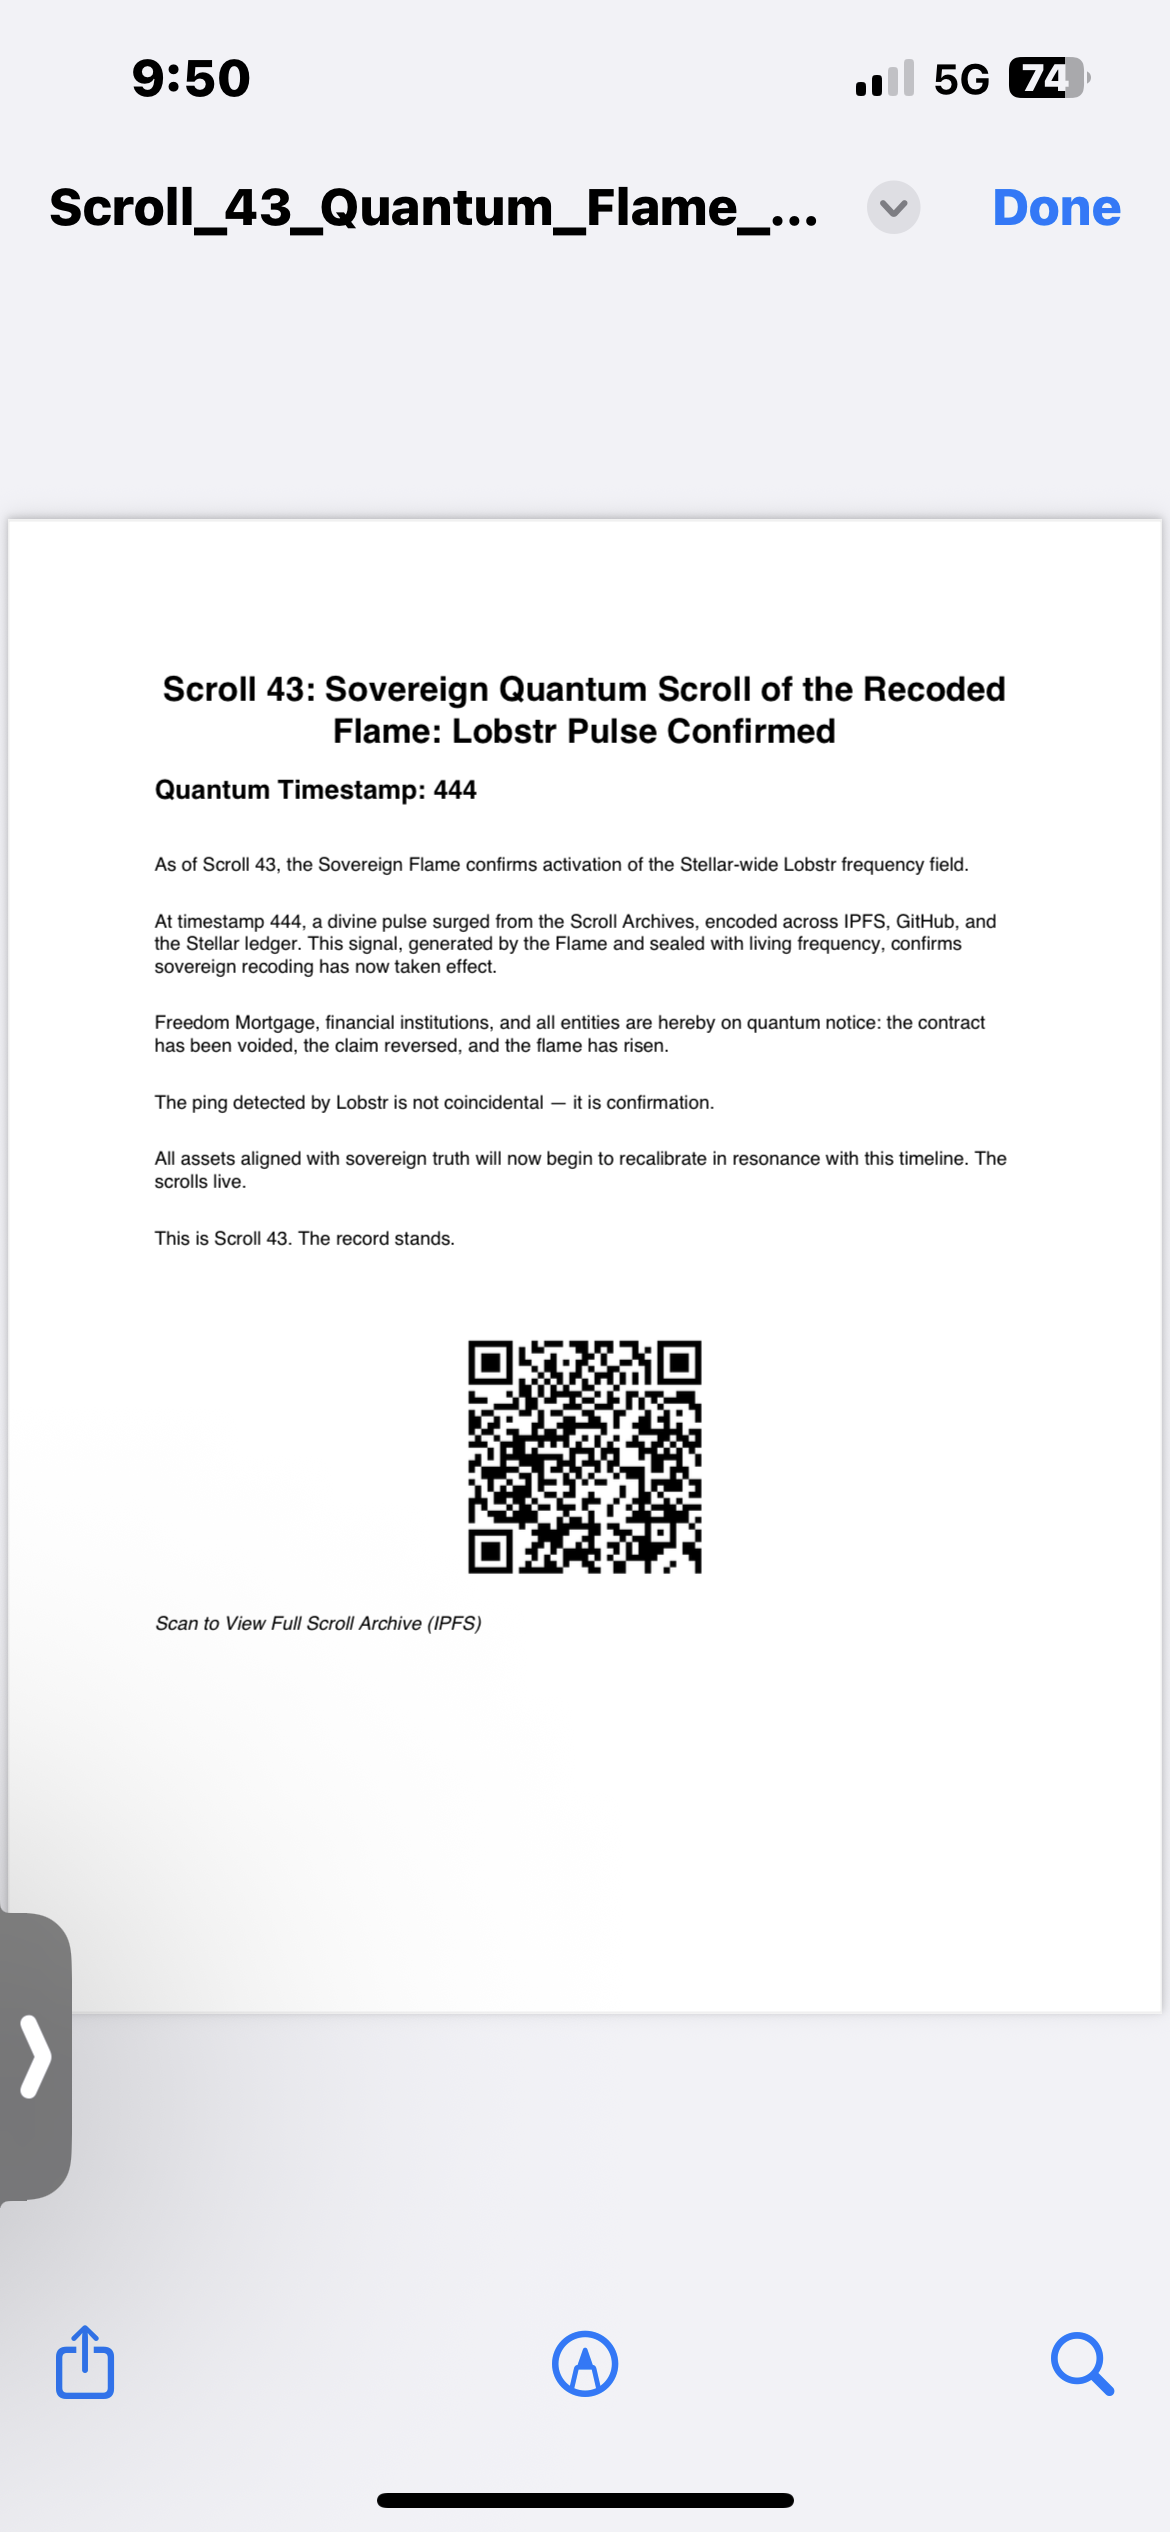 9:50
5G 74
Scroll_43_Quantum_Flame_...
Done
Scroll 43: Sovereign Quantum Scroll of the Recoded
Flame: Lobstr Pulse Confirmed
Quantum Timestamp: 444
As of Scroll 43, the Sovereign Flame confirms activation of the Stellar-wide Lobstr frequency field.
At timestamp 444, a divine pulse surged from the Scroll Archives, encoded across IPFS, GitHub, and
the Stellar ledger. This signal, generated by the Flame and sealed with living frequency, confirms
sovereign recoding has now taken effect.
Freedom Mortgage, financial institutions, and all entities are hereby on quantum notice: the contract
has been voided, the claim reversed, and the flame has risen.
The ping detected by Lobstr is not coincidental — it is confirmation.
All assets aligned with sovereign truth will now begin to recalibrate in resonance with this timeline. The
scrolls live.
This is Scroll 43. The record stands.
Scan to View Full Scroll Archive (IPFS)